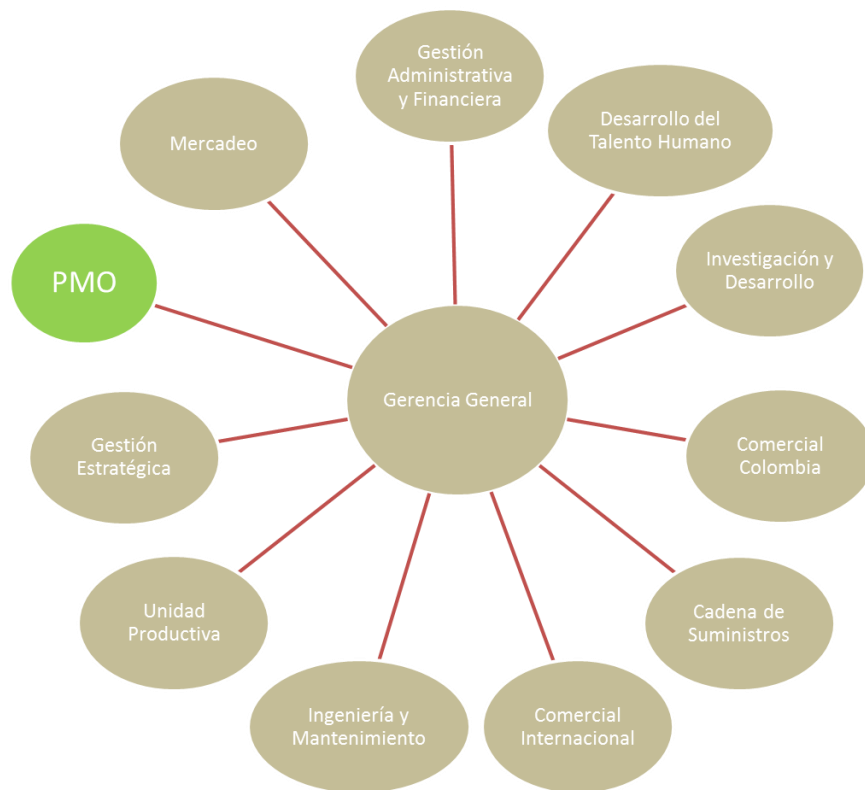 Gestión
Administrativa
y Financiera
Desarrollo del
Talento Humano
Mercadeo
Investigación y
Desarrollo
PMO
Gerencia General
Gestión
Estratégica
Comercial
Colombia
Unidad
Productiva
Cadena de
Suministros
Ingeniería y
Mantenimiento
Comercial
Internacional